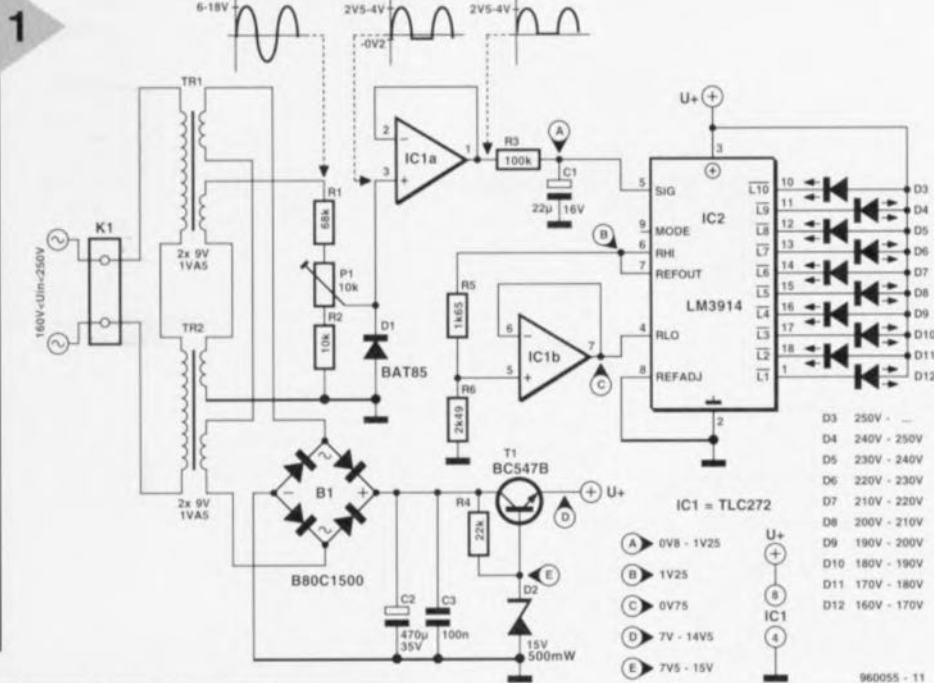 1
6-18V
2V5-4V
-0V2
2V5-4V
TR1
K1
160V<Uin<250V
2x 9V
1VA5
TR2
2x 9V
1VA5
R1
68k
P1
10k
R2
10k
D1
BAT85
2
3
1
IC1a
R3
100k
A
C1
22µ
16V
U+
3
5
SIG
IC2
9
MODE
B
6
RHI
7
REFOUT
LM3914
4
RLO
8
REFADJ
2
L10
10
L9
11
L8
12
L7
13
L6
14
L5
15
L4
16
L3
17
L2
18
L1
1
D3
D4
D5
D6
D7
D8
D9
D10
D11
D12
R5
1k65
R6
2k49
6
5
7
IC1b
C
B1
B80C1500
C2
470µ
35V
C3
100n
R4
22k
T1
BC547B
D
U+
E
D2
15V
500mW
IC1 = TLC272
A 0V8 - 1V25
B 1V25
C 0V75
D 7V - 14V5
E 7V5 - 15V
U+
8
IC1
4
D3 250V - ...
D4 240V - 250V
D5 230V - 240V
D6 220V - 230V
D7 210V - 220V
D8 200V - 210V
D9 190V - 200V
D10 180V - 190V
D11 170V - 180V
D12 160V - 170V
960055 - 11